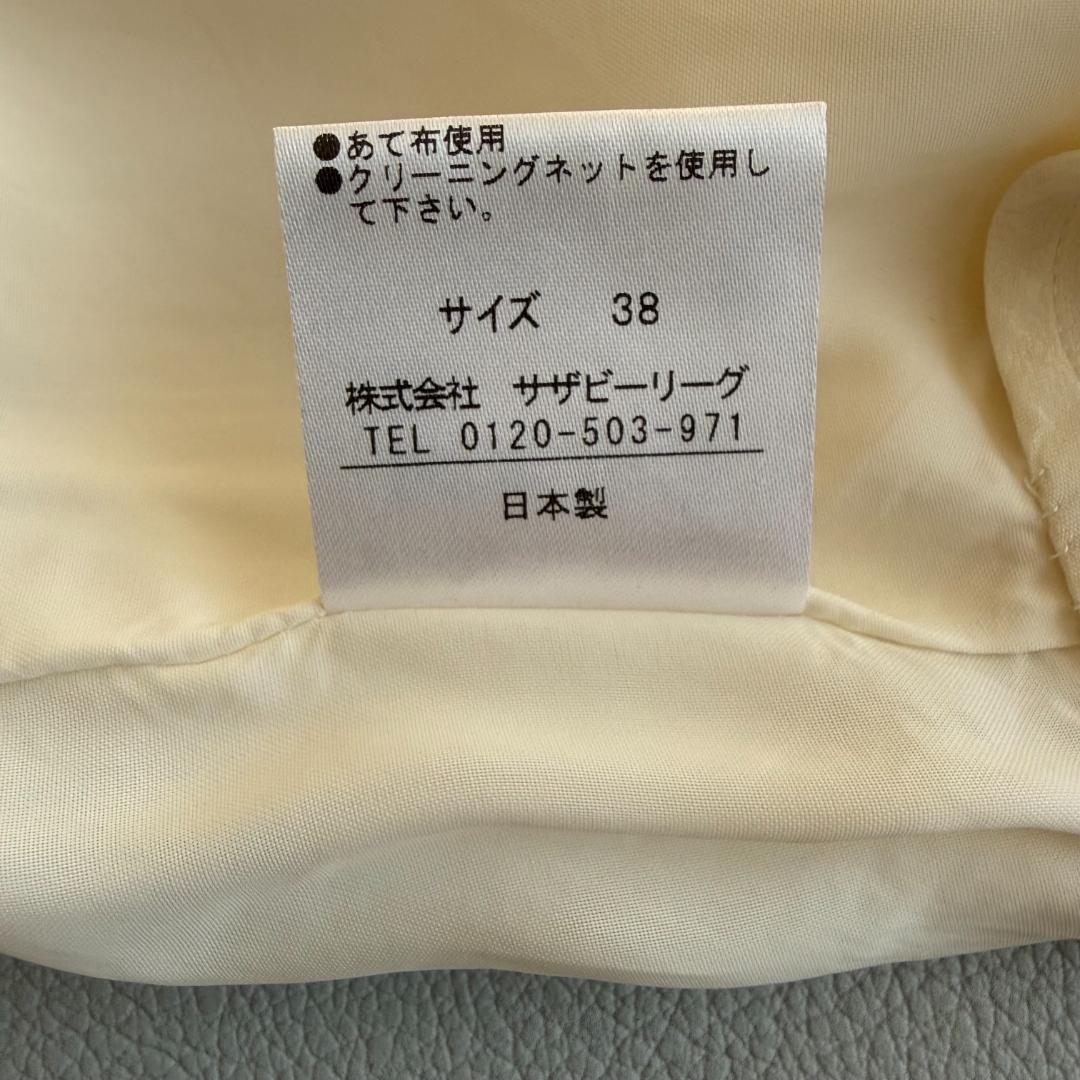 ●あて布使用
●クリーニングネットを使用し
て下さい。
サイズ 38
株式会社 サザビーリーグ
TEL 0120-503-971
日本製